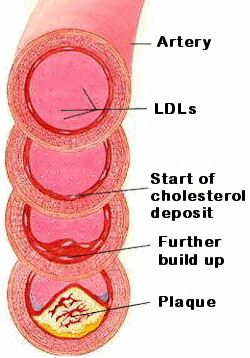 Artery
LDLs
Start of
cholesterol
deposit
Further
build up
Plaque